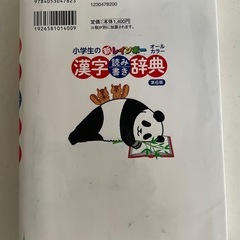 9784053047823
1926581014009
1230478200
定価 本体1,400円
小学生の 新レインボー オールカラー
漢字読み書き辞典
第6版